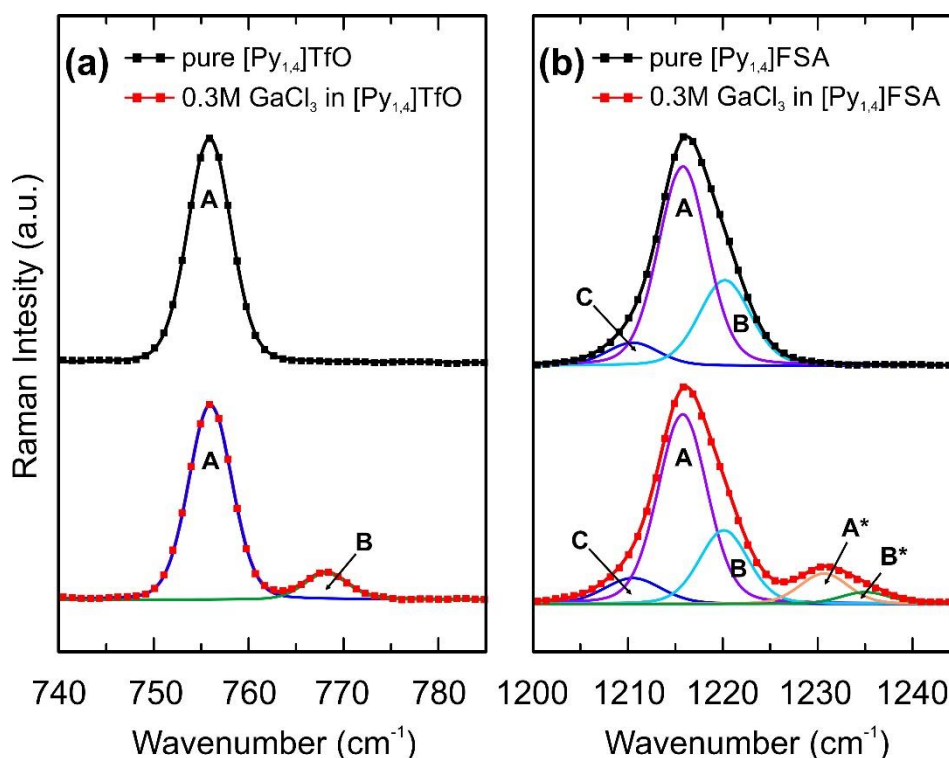 (a)
pure [Py1,4]TfO
0.3M GaCl3 in [Py1,4]TfO
A
A
B
740 750 760 770 780
Wavenumber (cm-1)
Raman Intesity (a.u.)
(b)
pure [Py1,4]FSA
0.3M GaCl3 in [Py1,4]FSA
A
C
B
A
C
B
A*
B*
1200 1210 1220 1230 1240
Wavenumber (cm-1)